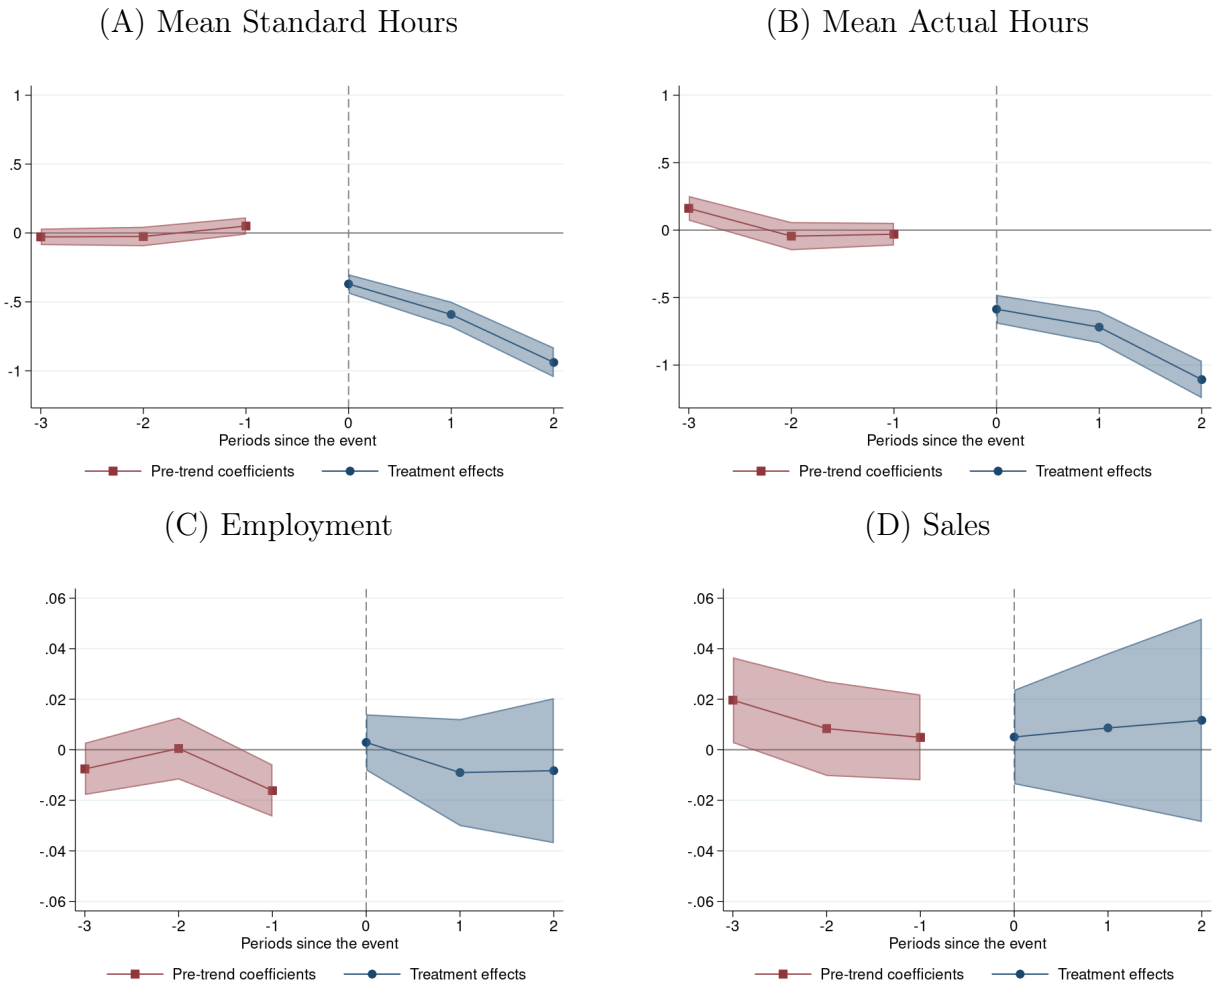 (A) Mean Standard Hours
1
.5
0
-.5
-1
-3 -2 -1 0 1 2
Periods since the event
Pre-trend coefficients Treatment effects
(B) Mean Actual Hours
1
.5
0
-.5
-1
-3 -2 -1 0 1 2
Periods since the event
Pre-trend coefficients Treatment effects
(C) Employment
.06
.04
.02
0
-.02
-.04
-.06
-3 -2 -1 0 1 2
Periods since the event
Pre-trend coefficients Treatment effects
(D) Sales
.06
.04
.02
0
-.02
-.04
-.06
-3 -2 -1 0 1 2
Periods since the event
Pre-trend coefficients Treatment effects